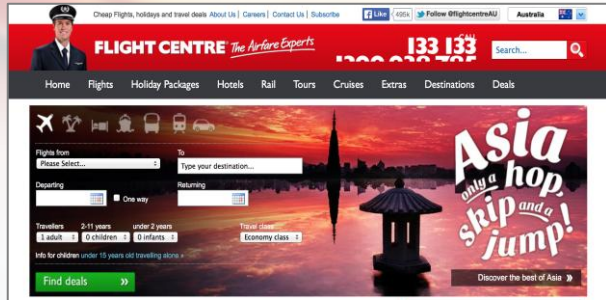 Cheap Flights, holidays and travel deals About Us | Careers | Contact Us | Subscribe
Like 495k Follow @flightcentreAU Australia
FLIGHT CENTRE The Airfare Experts
CALL
133 133
Search...
Home Flights Holiday Packages Hotels Rail Tours Cruises Extras Destinations Deals
Flights from To
Please Select... Type your destination...
Departing Returning
One way
Travellers 2-11 years under 2 years Travel class
1 adult 0 children 0 infants Economy class
Info for children under 15 years old travelling alone »
Find deals »
Asia
only a hop,
skip and a
jump!
Discover the best of Asia »